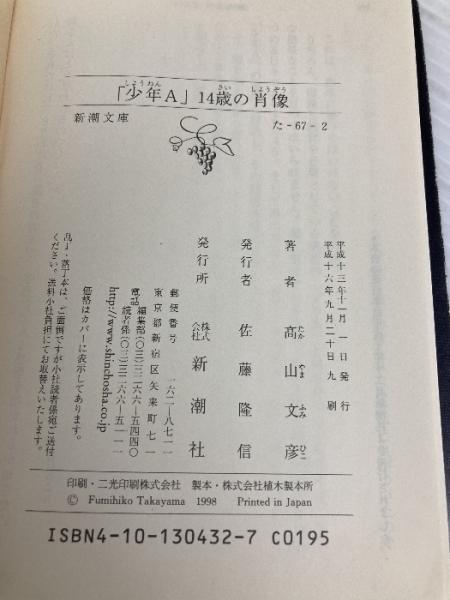 「少年A」 14歳の肖像
新潮文庫
た-67-2
平成十三年十一月一日発行
平成十六年九月二十日九刷
著者 高山文彦
発行者 佐藤隆信
発行所 株式会社 新潮社
郵便番号 一六二-八七一一
東京都新宿区矢来町七一
電話 編集部(〇三)三二六六-五四四〇
読者係(〇三)三二六六-五一一一
http://www.shinchosha.co.jp
価格はカバーに表示してあります。
乱丁・落丁本は、ご面倒ですが小社読者係宛ご送付
ください。送料小社負担にてお取替えいたします。
印刷・二光印刷株式会社 製本・株式会社植木製本所
© Fumihiko Takayama 1998 Printed in Japan
ISBN4-10-130432-7 C0195